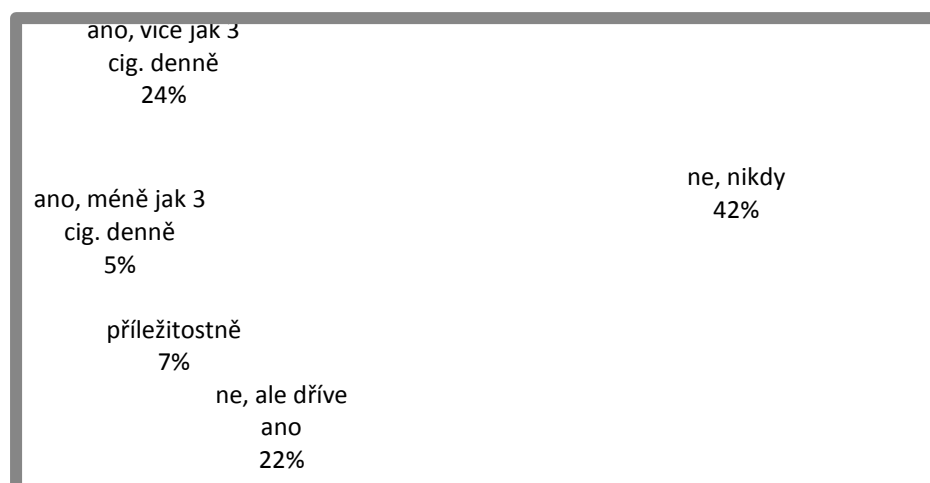 ano, více jak 3
cig. denně
24%
ne, nikdy
42%
ano, méně jak 3
cig. denně
5%
příležitostně
7%
ne, ale dříve
ano
22%